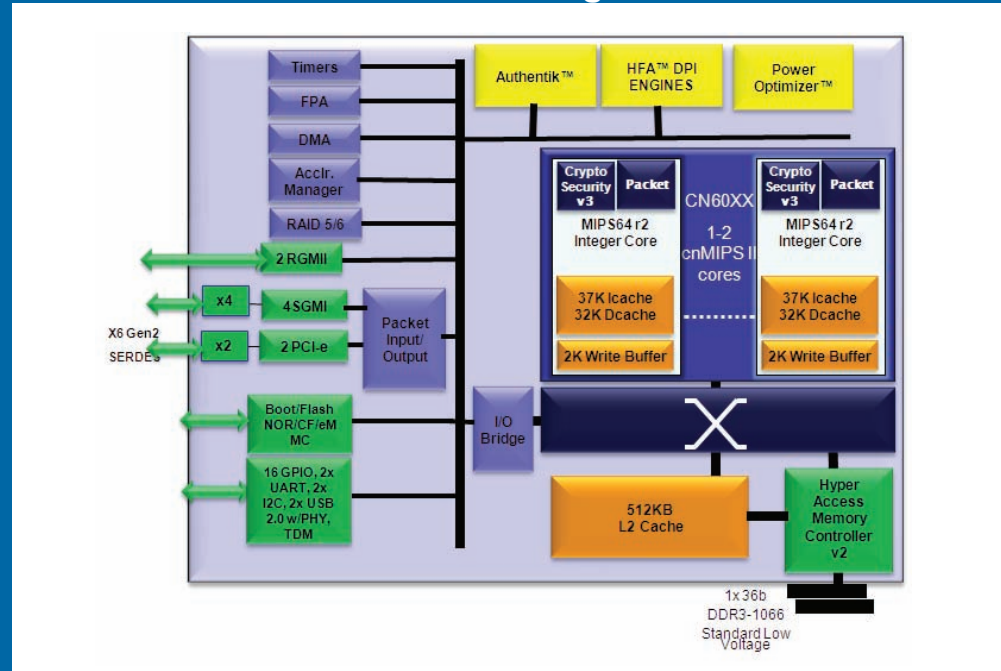 Timers
FPA
DMA
Acclr.
Manager
RAID 5/6
2 RGMII
x4
4SGMI
x2
2 PCI-e
X6 Gen2
SERDES
Packet
Input/
Output
Boot/Flash
NOR/CF/eM
MC
16 GPIO, 2x
UART, 2x
I2C, 2x USB
2.0 w/PHY,
TDM
Authentik™
HFA™ DPI
ENGINES
Power
Optimizer™
Crypto
Security
v3
Packet
MIPS64 r2
Integer Core
37K Icache
32K Dcache
2K Write Buffer
CN60XX
1-2
cnMIPS II
cores
Crypto
Security
v3
Packet
MIPS64 r2
Integer Core
37K Icache
32K Dcache
2K Write Buffer
I/O
Bridge
512KB
L2 Cache
Hyper
Access
Memory
Controller
v2
1x 36b
DDR3-1066
Standard Low
Voltage